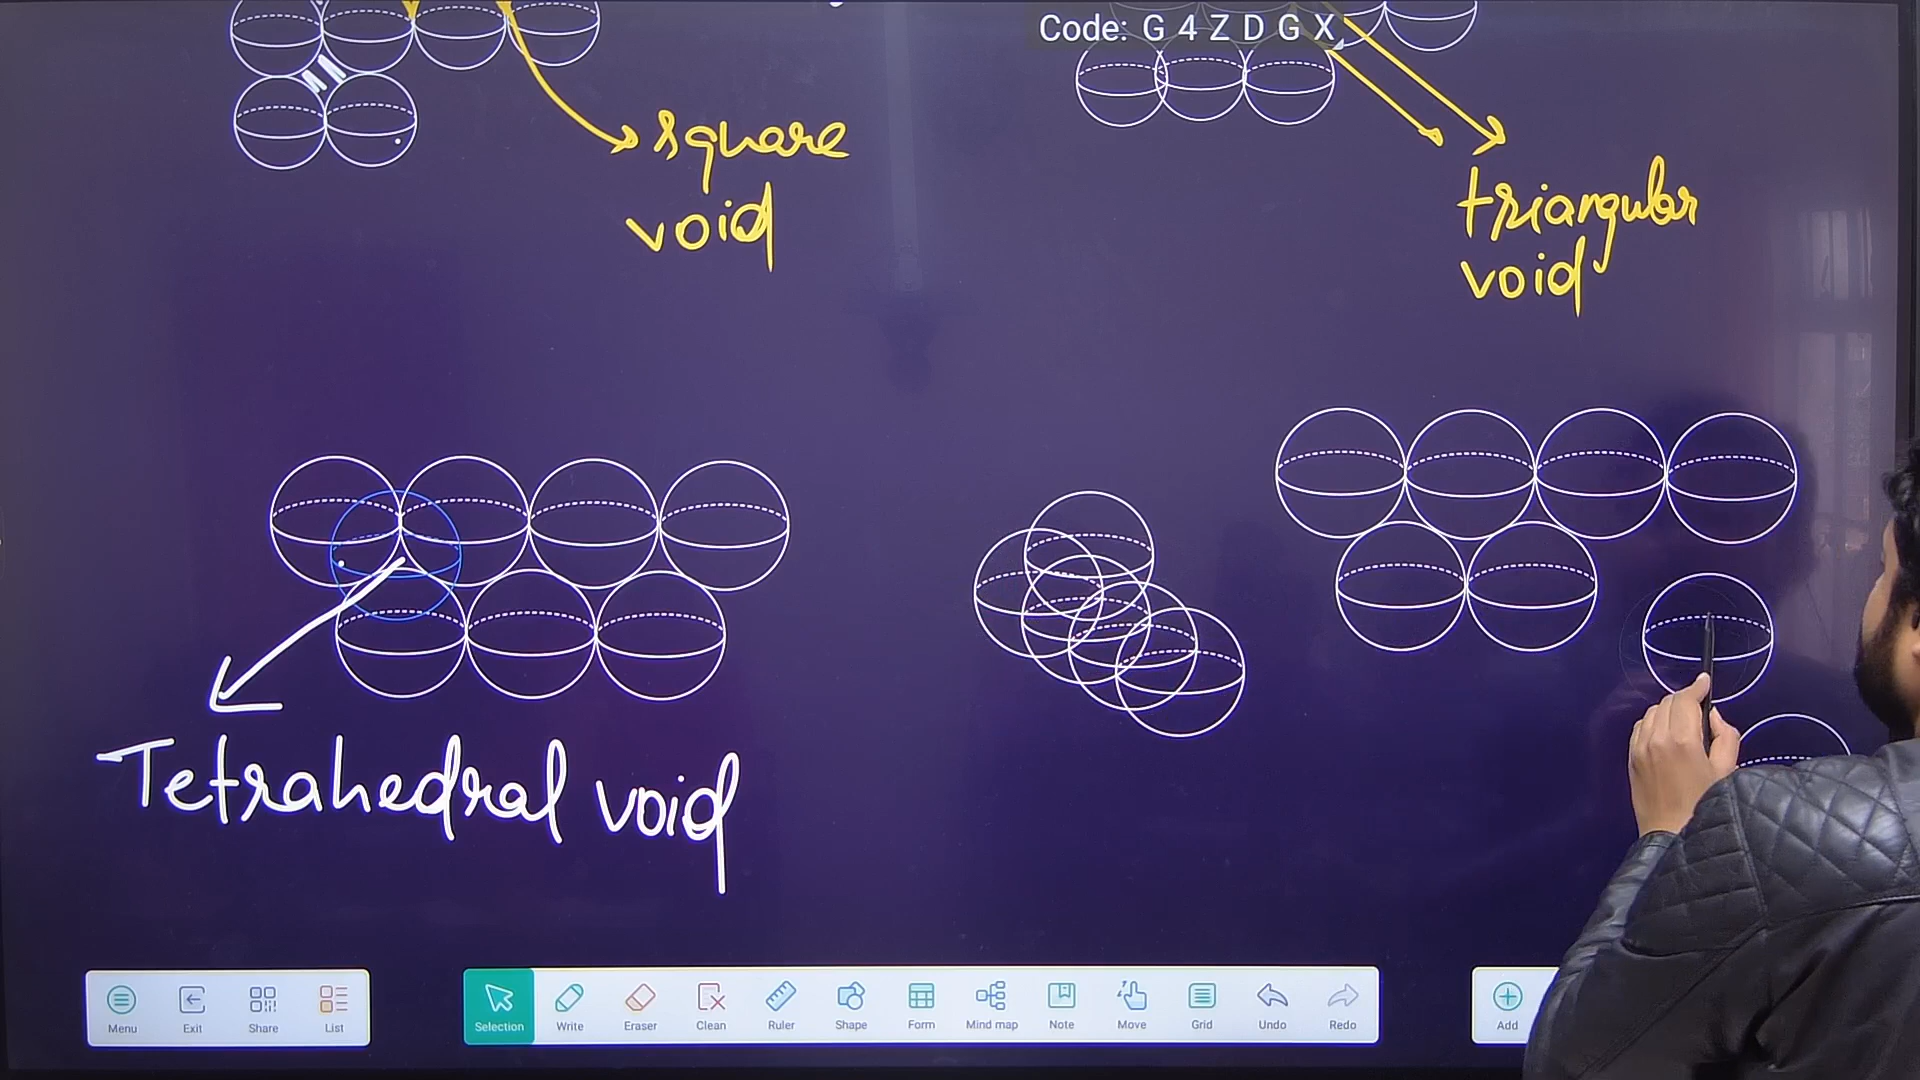 Code: G 4 Z D G X
square
void
triangular
void
Tetrahedral void
Menu
Exit
Share
List
Selection
Write
Eraser
Clean
Ruler
Shape
Form
Mind map
Note
Move
Grid
Undo
Redo
Add